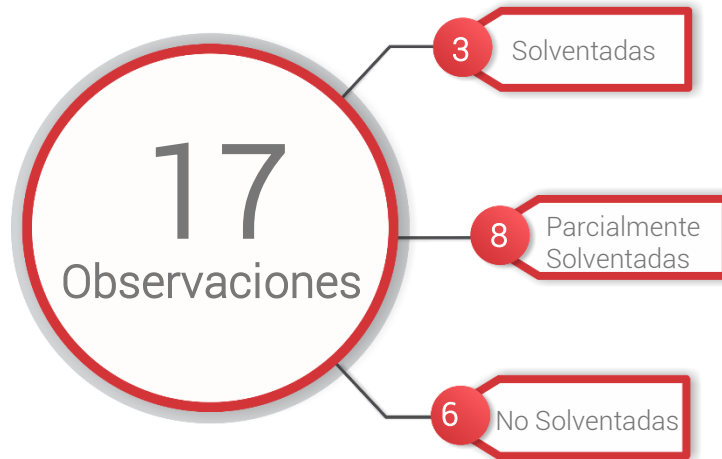 17
Observaciones
3
Solventadas
8
Parcialmente
Solventadas
6
No Solventadas